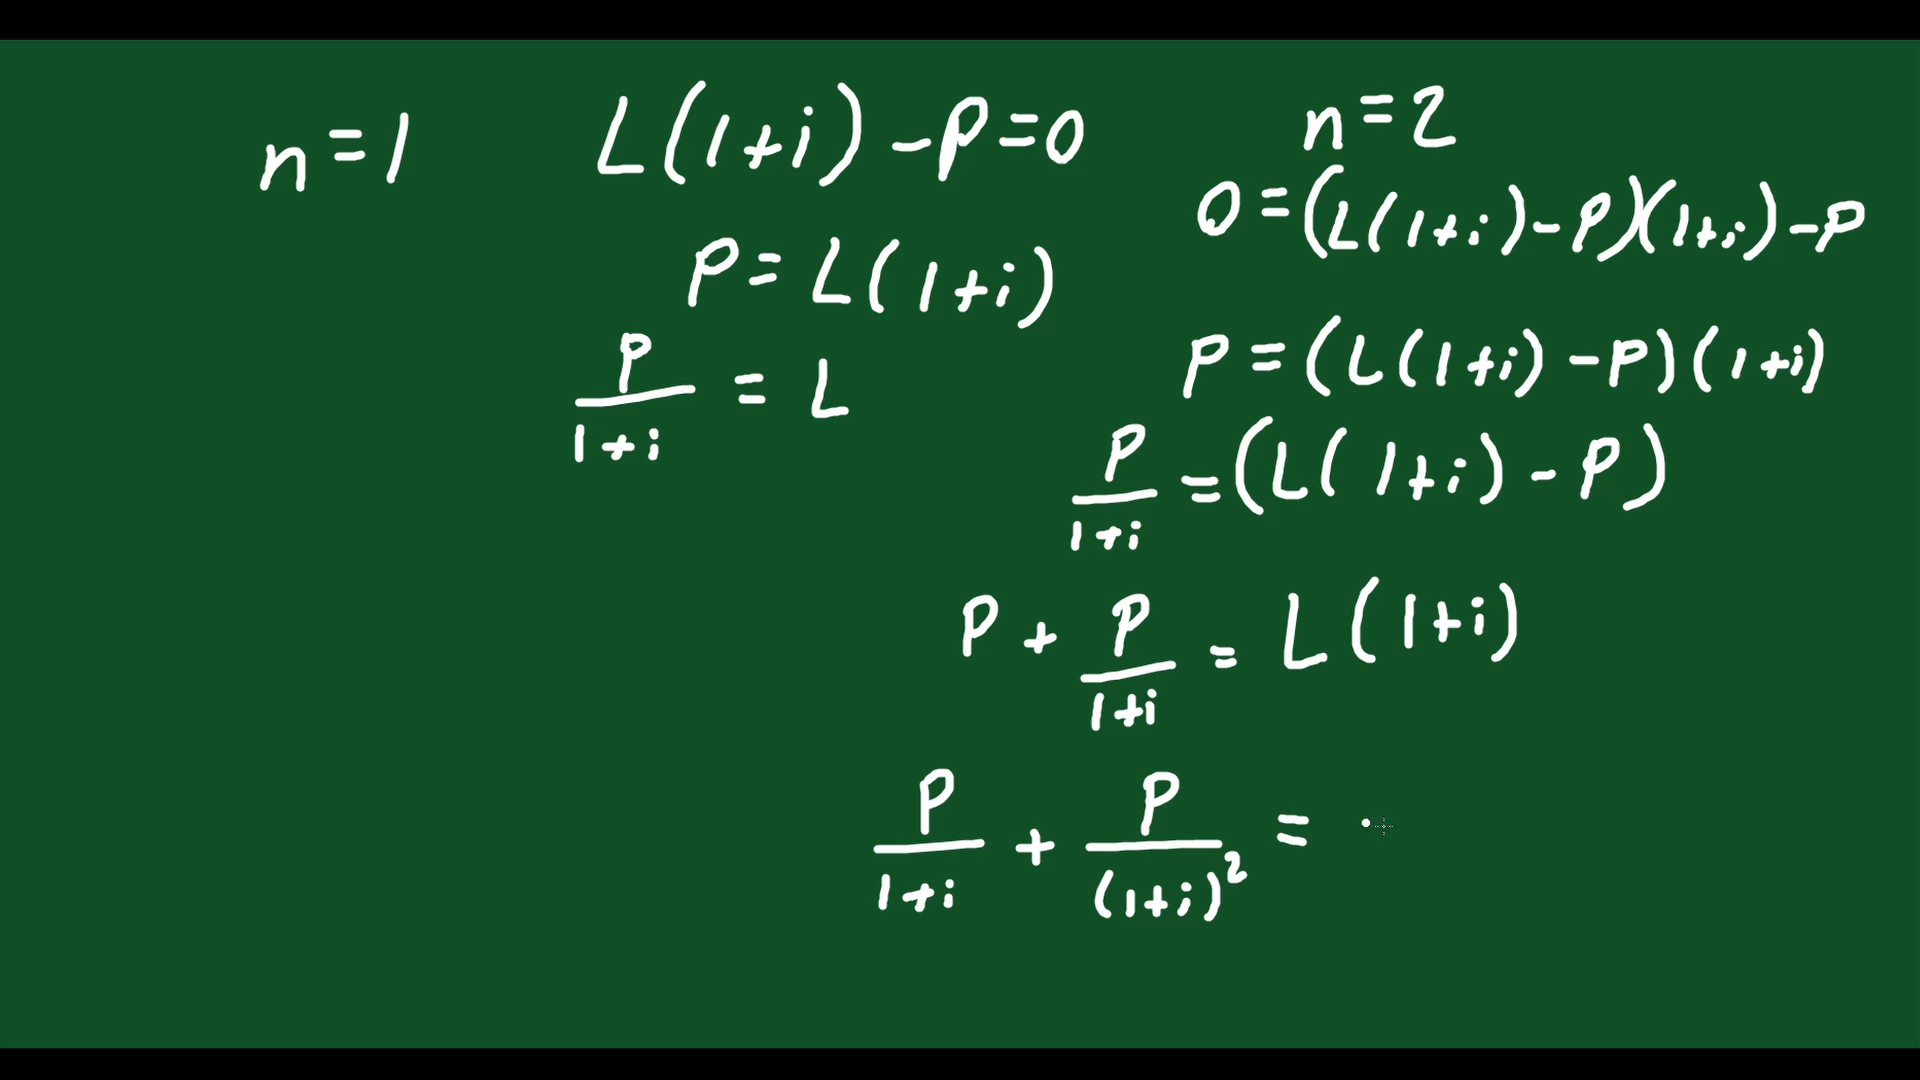 n=1
L(1+i)-P=0
P=L(1+i)
P/(1+i) = L
n=2
0=(L(1+i)-P)(1+i)-P
P=(L(1+i)-P)(1+i)
P/(1+i) =(L(1+i)-P)
P + P/(1+i) = L(1+i)
P/(1+i) + P/(1+i)² =